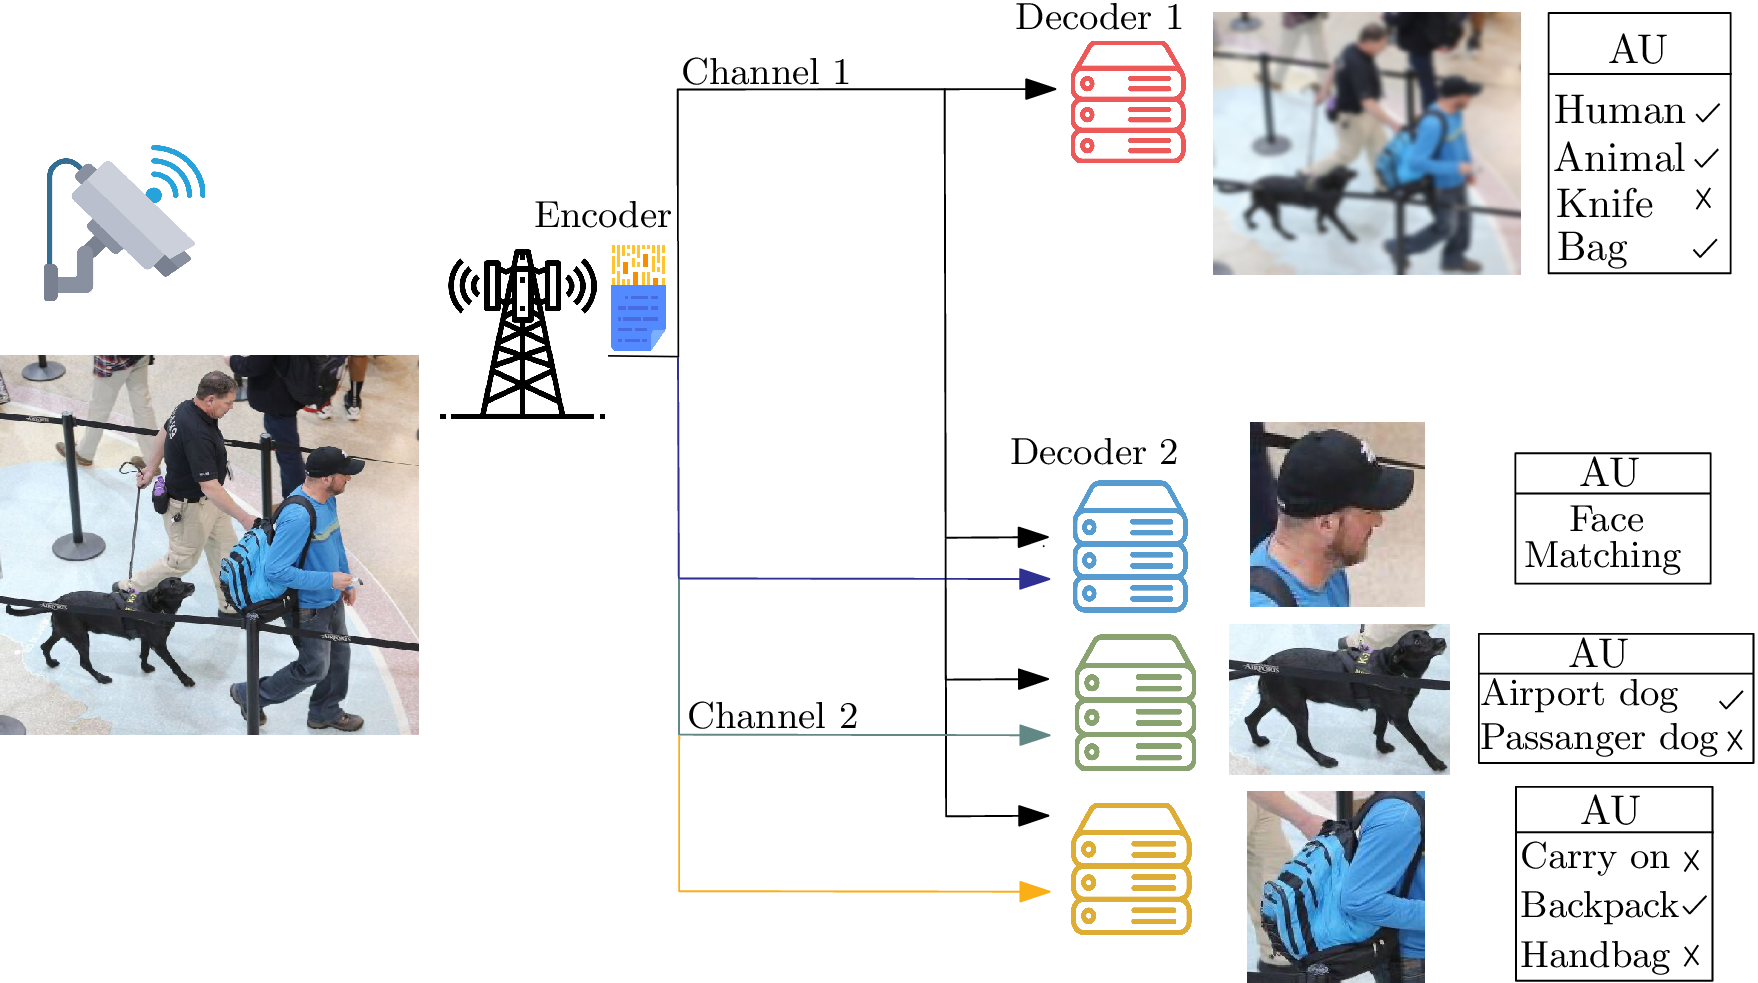 Decoder 1
Channel 1
AU
Human ✓
Animal ✓
Knife X
Bag ✓
Encoder
Decoder 2
AU
Face
Matching
Channel 2
AU
Airport dog ✓
Passanger dog X
AIRPORTS
AU
Carry on X
Backpack ✓
Handbag X